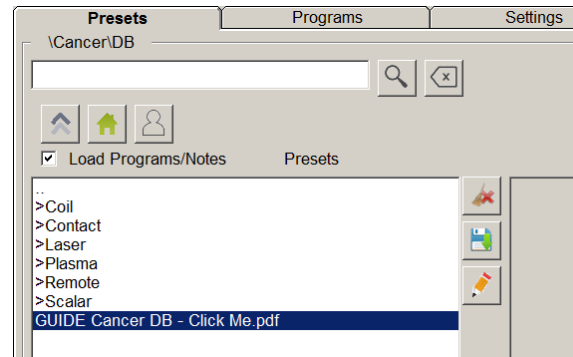 Presets Programs Settings
\Cancer\DB
Load Programs/Notes Presets
..
>Coil
>Contact
>Laser
>Plasma
>Remote
>Scalar
GUIDE Cancer DB - Click Me.pdf